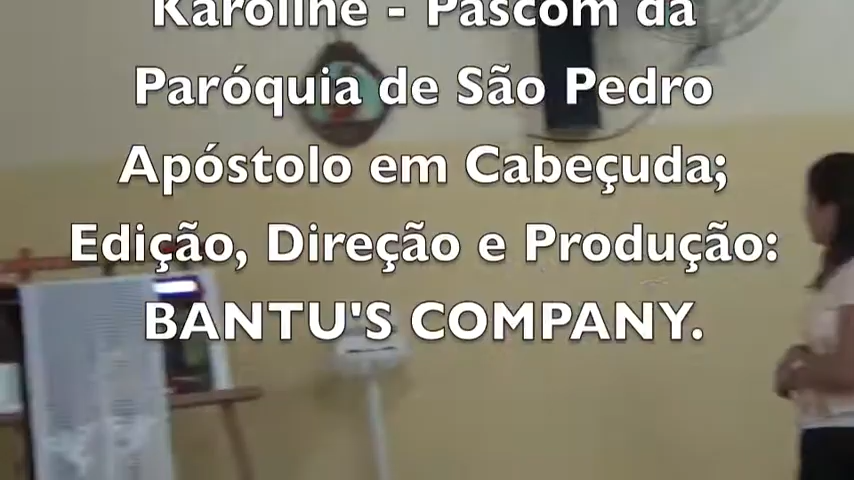 Karoline - Pascom da
Paróquia de São Pedro
Apóstolo em Cabeçuda;
Edição, Direção e Produção:
BANTU'S COMPANY.